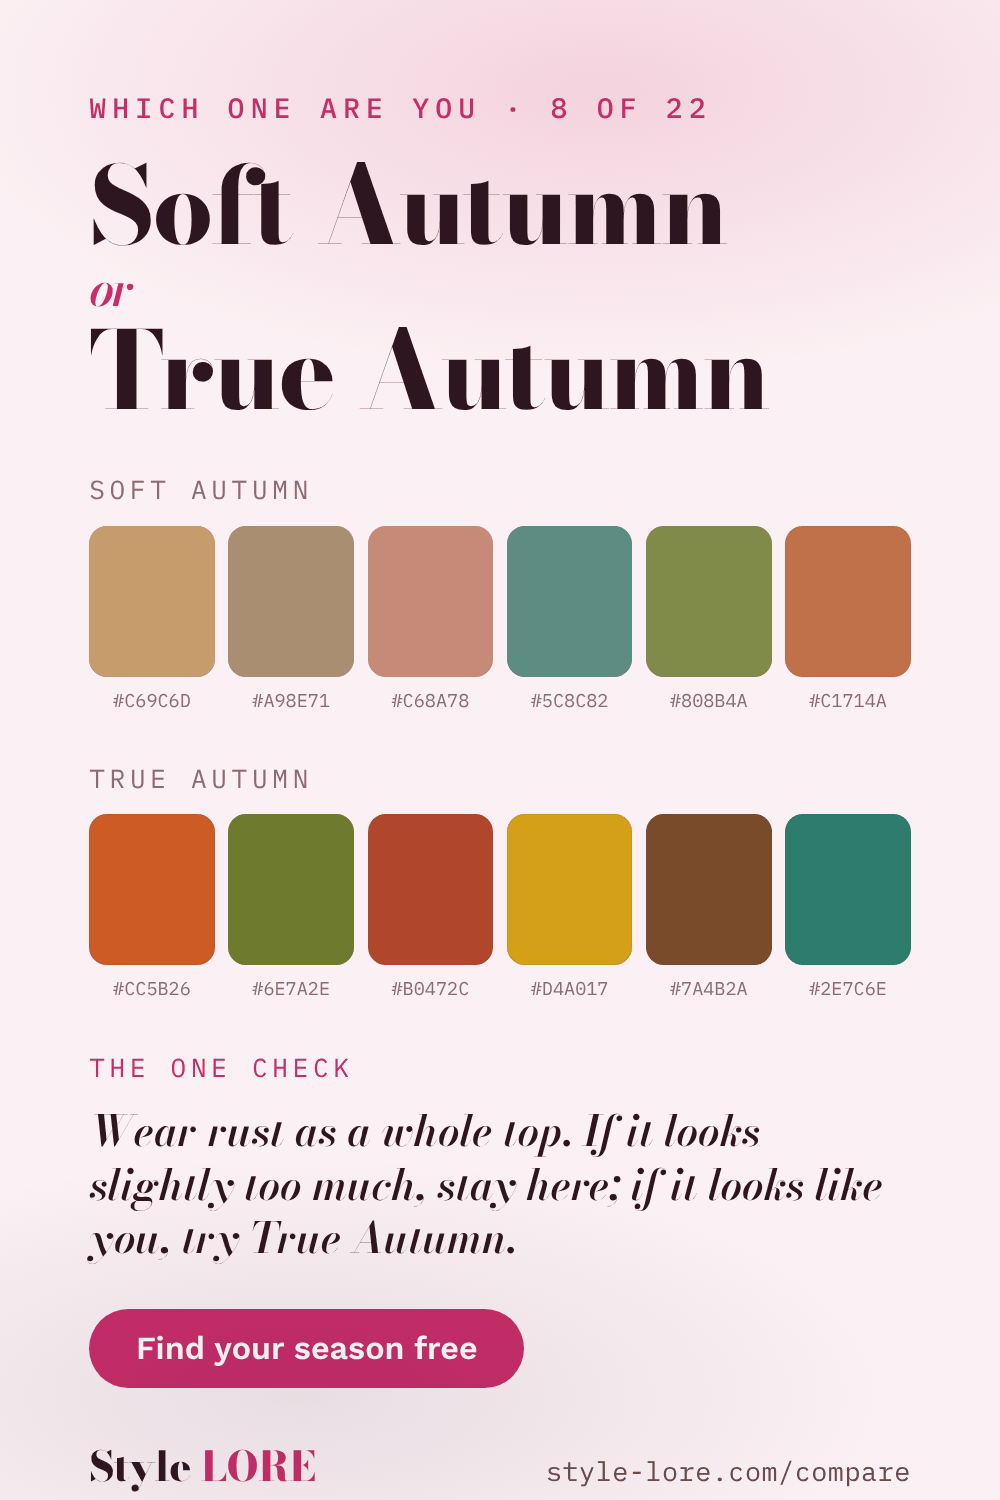 WHICH ONE ARE YOU · 8 OF 22
Soft Autumn
or
True Autumn
SOFT AUTUMN
#C69C6D #A98E71 #C68A78 #5C8C82 #808B4A #C1714A
TRUE AUTUMN
#CC5B26 #6E7A2E #B0472C #D4A017 #7A4B2A #2E7C6E
THE ONE CHECK
Wear rust as a whole top. If it looks
slightly too much, stay here; if it looks like
you, try True Autumn.
Find your season free
Style LORE
style-lore.com/compare